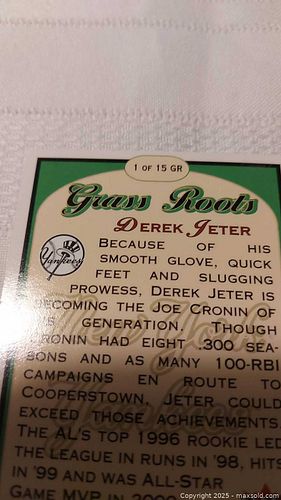 1 OF 15 GR
Grass Roots
DEREK JETER
Yankees
BECAUSE OF HIS
SMOOTH GLOVE, QUICK
FEET AND SLUGGING
PROWESS, DEREK JETER IS
BECOMING THE JOE CRONIN OF
GENERATION. THOUGH
CRONIN HAD EIGHT .300 SEA-
SONS AND AS MANY 100-RBI
CAMPAIGNS EN ROUTE TO
COOPERSTOWN, JETER COULD
EXCEED THOSE ACHIEVEMENTS
THE AL'S TOP 1996 ROOKIE LED
THE LEAGUE IN RUNS IN '98, HITS
IN '99 AND WAS ALL-STAR
GAME MVP IN
Copyright 2025 - maxsold.com